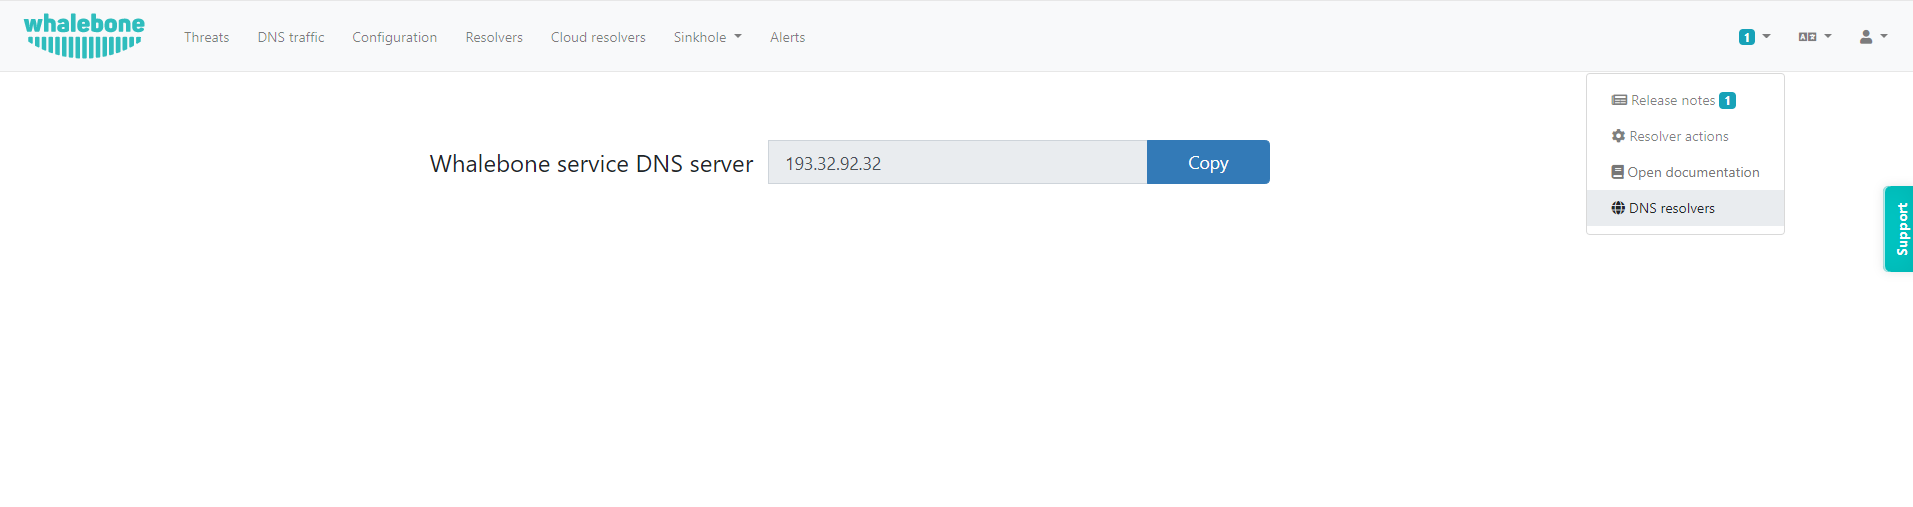 whalebone
Threats DNS traffic Configuration Resolvers Cloud resolvers Sinkhole Alerts 1
Release notes 1
Resolver actions
Open documentation
DNS resolvers
Whalebone service DNS server 193.32.92.32 Copy
Support